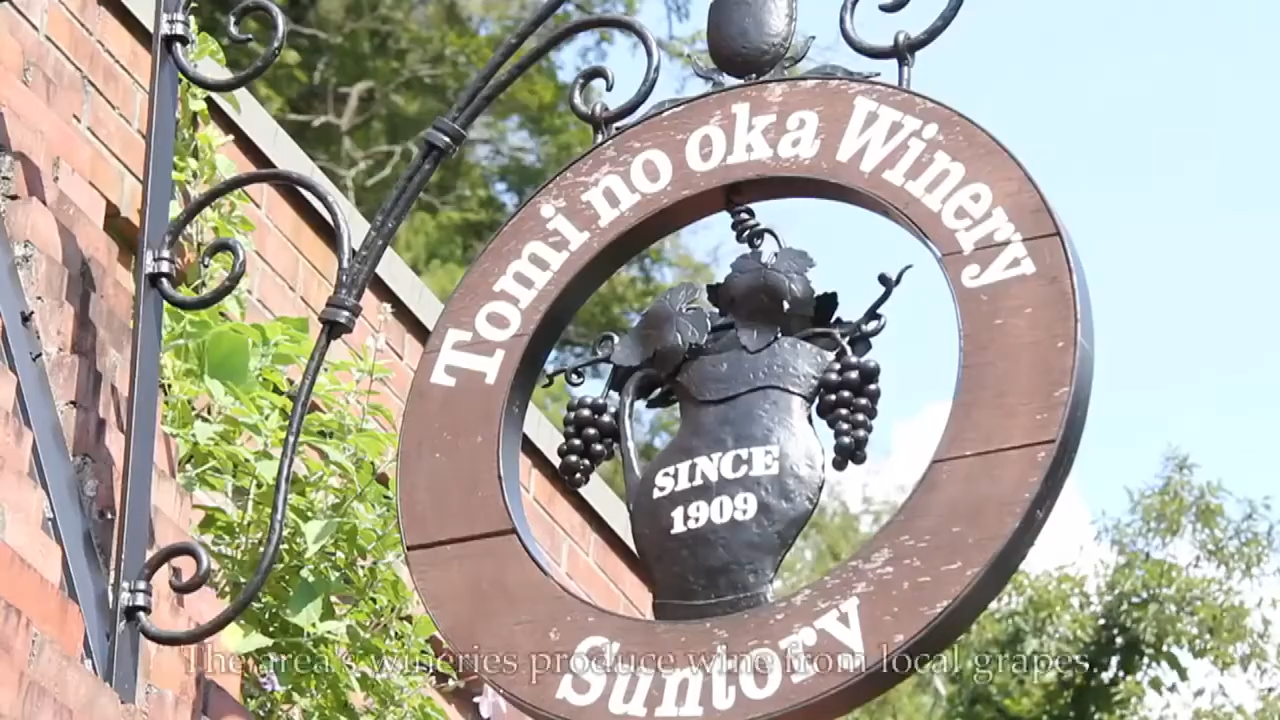 Tomi no oka Winery
SINCE
1909
Suntory
The area's wineries produce wine from local grapes.